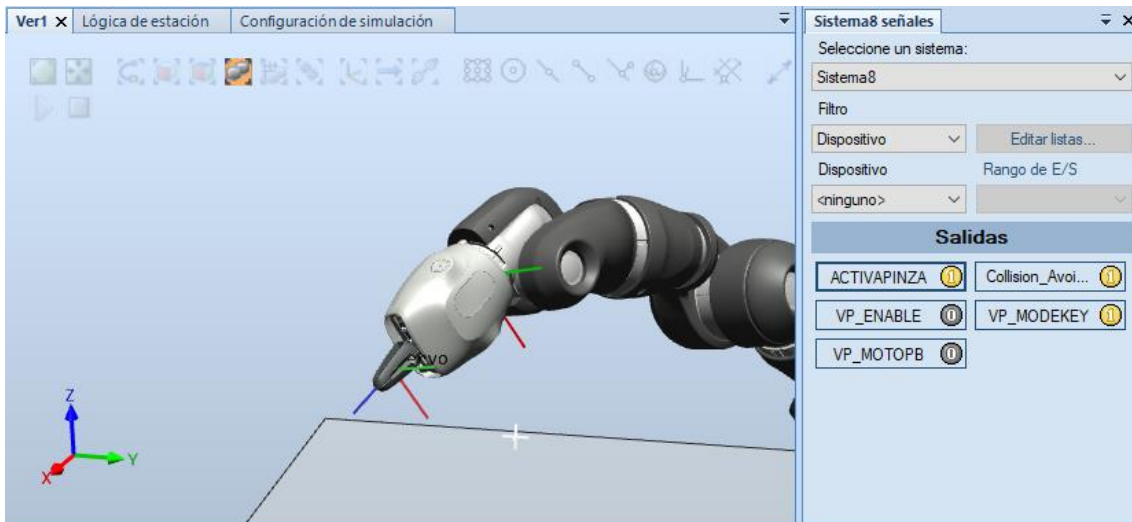 Ver1 X Lógica de estación Configuración de simulación
Sistema8 señales
Seleccione un sistema:
Sistema8
Filtro
Dispositivo Editar listas...
Dispositivo Rango de E/S
<ninguno>
Salidas
ACTIVAPINZA 1 Collision_Avoi... 1
VP_ENABLE 0 VP_MODEKEY 1
VP_MOTOPB 0
Z
Y
X